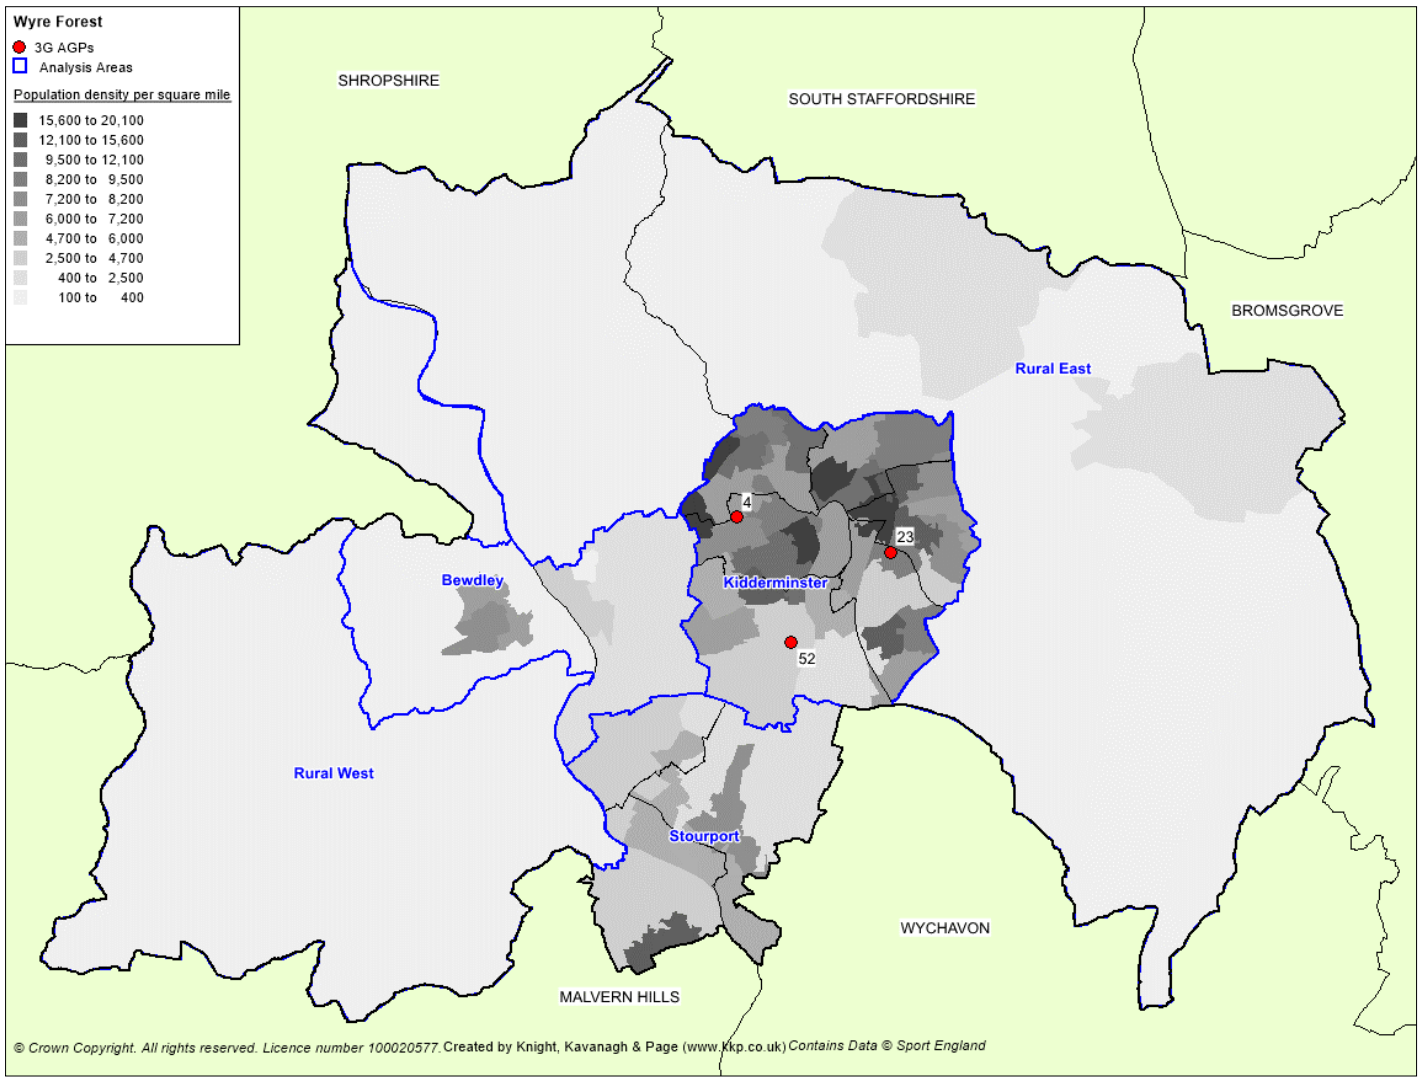 Wyre Forest
3G AGPs
Analysis Areas
Population density per square mile
15,600 to 20,100
12,100 to 15,600
9,500 to 12,100
8,200 to 9,500
7,200 to 8,200
6,000 to 7,200
4,700 to 6,000
2,500 to 4,700
400 to 2,500
100 to 400
SHROPSHIRE
SOUTH STAFFORDSHIRE
BROMSGROVE
Rural East
4
23
Bewdley
Kidderminster
52
Rural West
Stourport
WYCHAVON
MALVERN HILLS
© Crown Copyright. All rights reserved. Licence number 100020577. Created by Knight, Kavanagh & Page (www.kkp.co.uk) Contains Data © Sport England